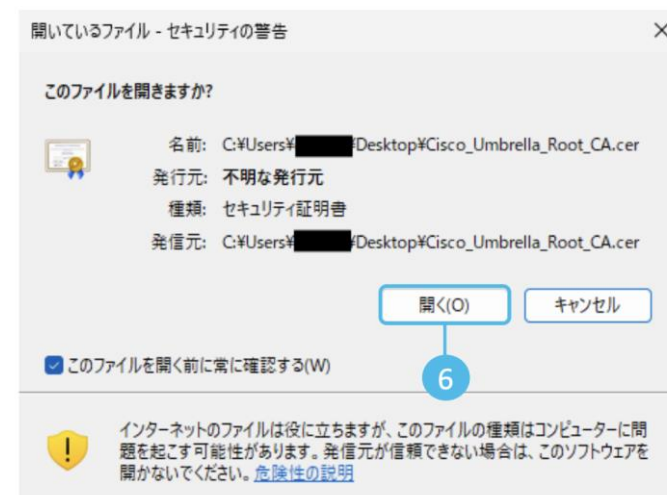 開いているファイル - セキュリティの警告
このファイルを開きますか?
名前: C:¥Users¥ ¥Desktop¥Cisco_Umbrella_Root_CA.cer
発行元: 不明な発行元
種類: セキュリティ証明書
発信元: C:¥Users¥ ¥Desktop¥Cisco_Umbrella_Root_CA.cer
開く(O) キャンセル
このファイルを開く前に常に確認する(W)
6
インターネットのファイルは役に立ちますが、このファイルの種類はコンピューターに問
題を起こす可能性があります。発信元が信頼できない場合は、このソフトウェアを
開かないでください。危険性の説明